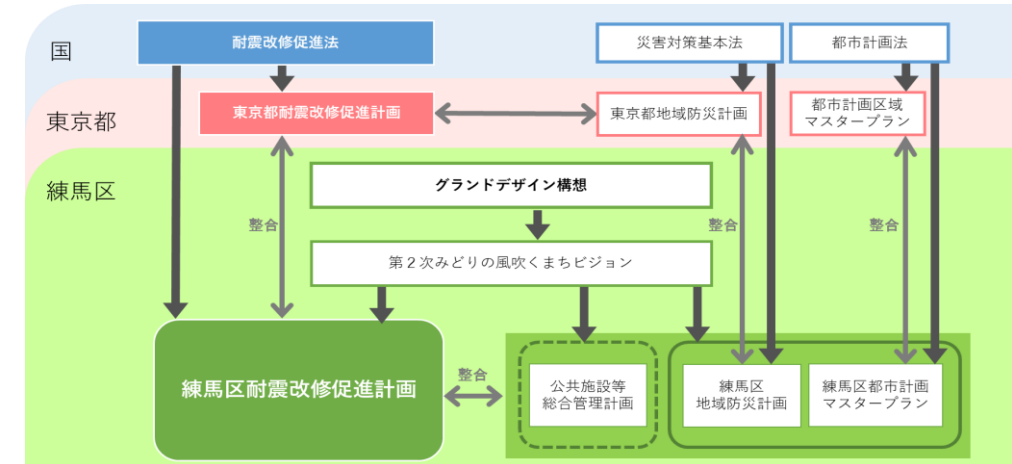 国
耐震改修促進法
災害対策基本法
都市計画法
東京都
東京都耐震改修促進計画
東京都地域防災計画
都市計画区域
マスタープラン
練馬区
グランドデザイン構想
整合
整合
整合
第2次みどりの風吹くまちビジョン
練馬区耐震改修促進計画
整合
公共施設等
総合管理計画
練馬区
地域防災計画
練馬区都市計画
マスタープラン